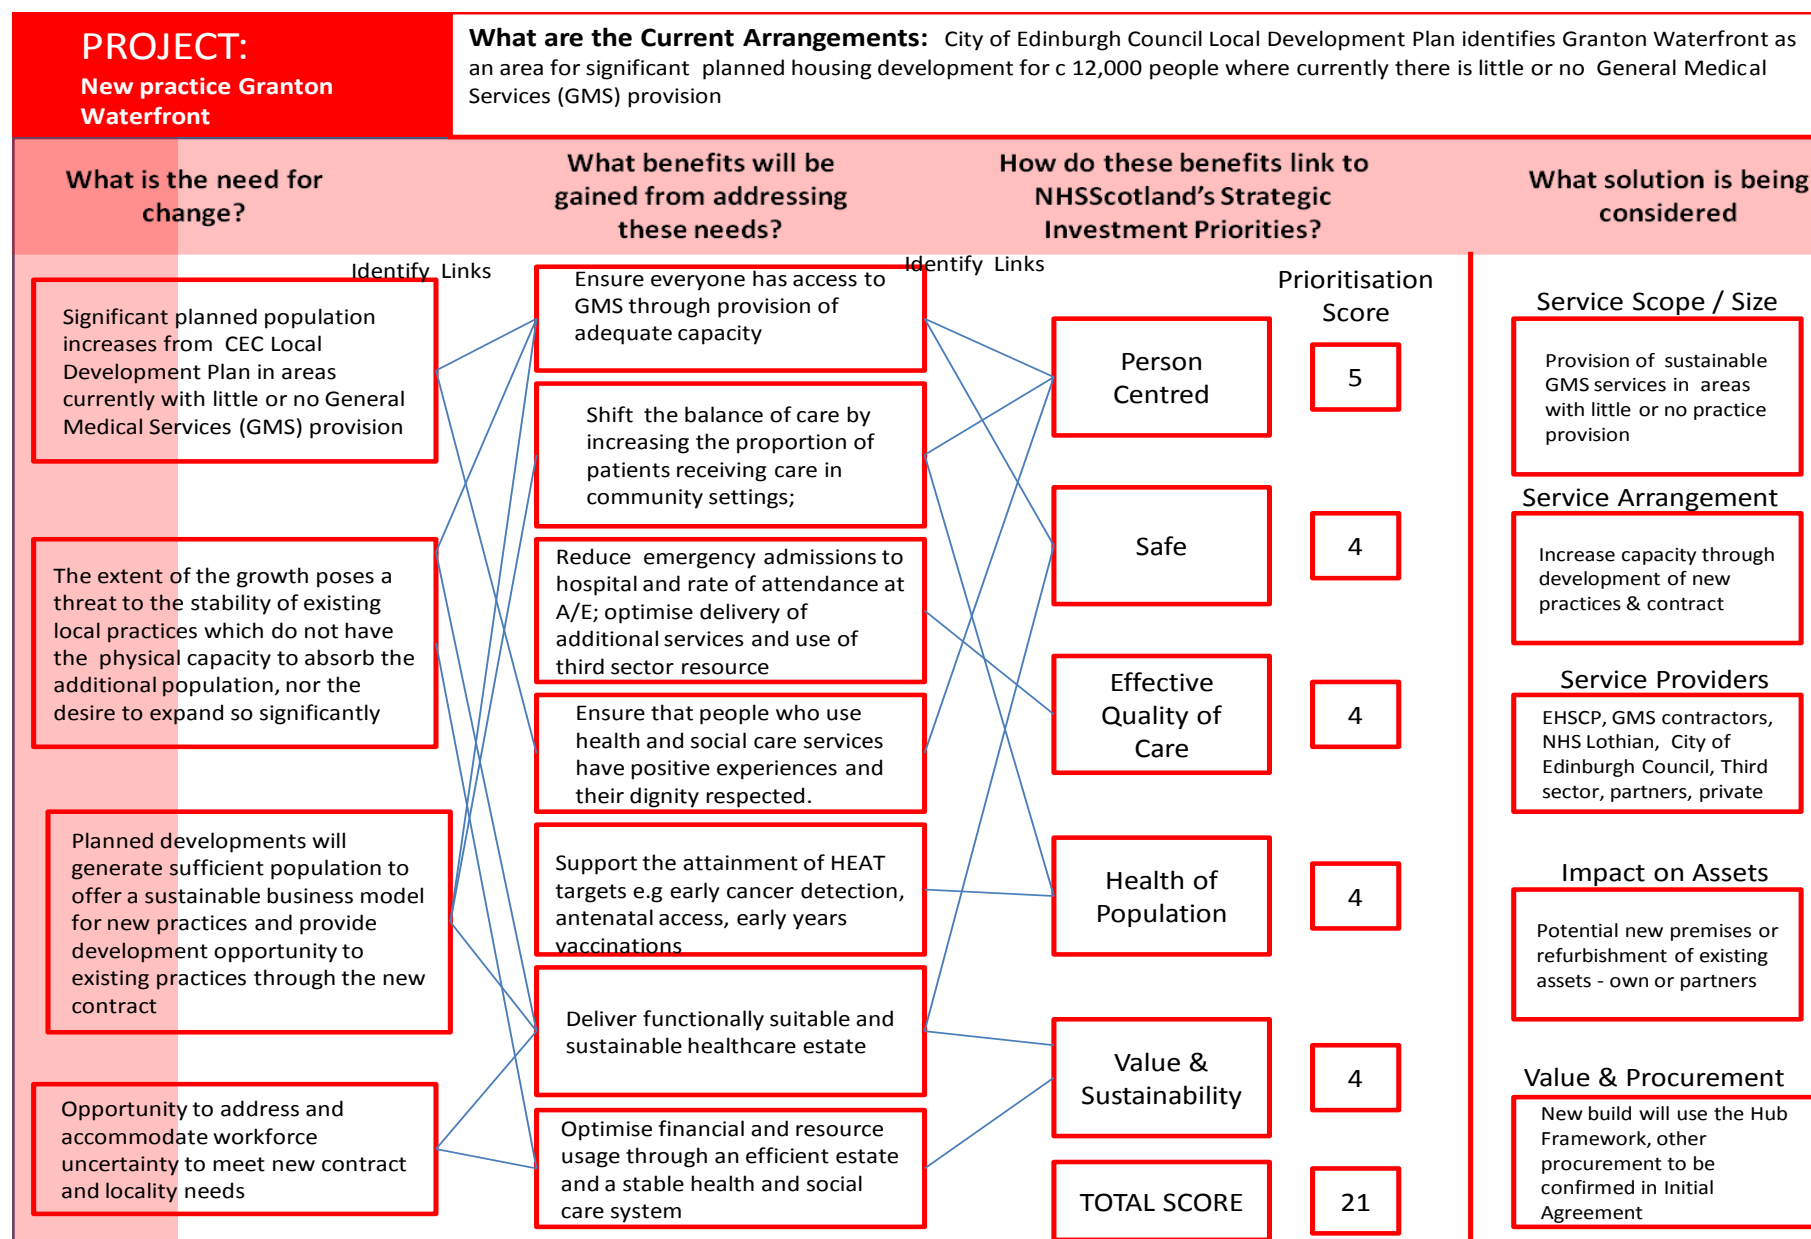 PROJECT:
New practice Granton
Waterfront
What are the Current Arrangements: City of Edinburgh Council Local Development Plan identifies Granton Waterfront as
an area for significant planned housing development for c 12,000 people where currently there is little or no General Medical
Services (GMS) provision
What is the need for
change?
What benefits will be
gained from addressing
these needs?
How do these benefits link to
NHSScotland's Strategic
Investment Priorities?
What solution is being
considered
Identify Links
Significant planned population
increases from CEC Local
Development Plan in areas
currently with little or no General
Medical Services (GMS) provision
The extent of the growth poses a
threat to the stability of existing
local practices which do not have
the physical capacity to absorb the
additional population, nor the
desire to expand so significantly
Planned developments will
generate sufficient population to
offer a sustainable business model
for new practices and provide
development opportunity to
existing practices through the new
contract
Opportunity to address and
accommodate workforce
uncertainty to meet new contract
and locality needs
Identify Links
Ensure everyone has access to
GMS through provision of
adequate capacity
Shift the balance of care by
increasing the proportion of
patients receiving care in
community settings;
Reduce emergency admissions to
hospital and rate of attendance at
A/E; optimise delivery of
additional services and use of
third sector resource
Ensure that people who use
health and social care services
have positive experiences and
their dignity respected.
Support the attainment of HEAT
targets e.g early cancer detection,
antenatal access, early years
vaccinations
Deliver functionally suitable and
sustainable healthcare estate
Optimise financial and resource
usage through an efficient estate
and a stable health and social
care system
Prioritisation
Score
Person
Centred
5
Safe
4
Effective
Quality of
Care
4
Health of
Population
4
Value &
Sustainability
4
TOTAL SCORE
21
Service Scope / Size
Provision of sustainable
GMS services in areas
with little or no practice
provision
Service Arrangement
Increase capacity through
development of new
practices & contract
Service Providers
EHSCP, GMS contractors,
NHS Lothian, City of
Edinburgh Council, Third
sector, partners, private
Impact on Assets
Potential new premises or
refurbishment of existing
assets - own or partners
Value & Procurement
New build will use the Hub
Framework, other
procurement to be
confirmed in Initial
Agreement